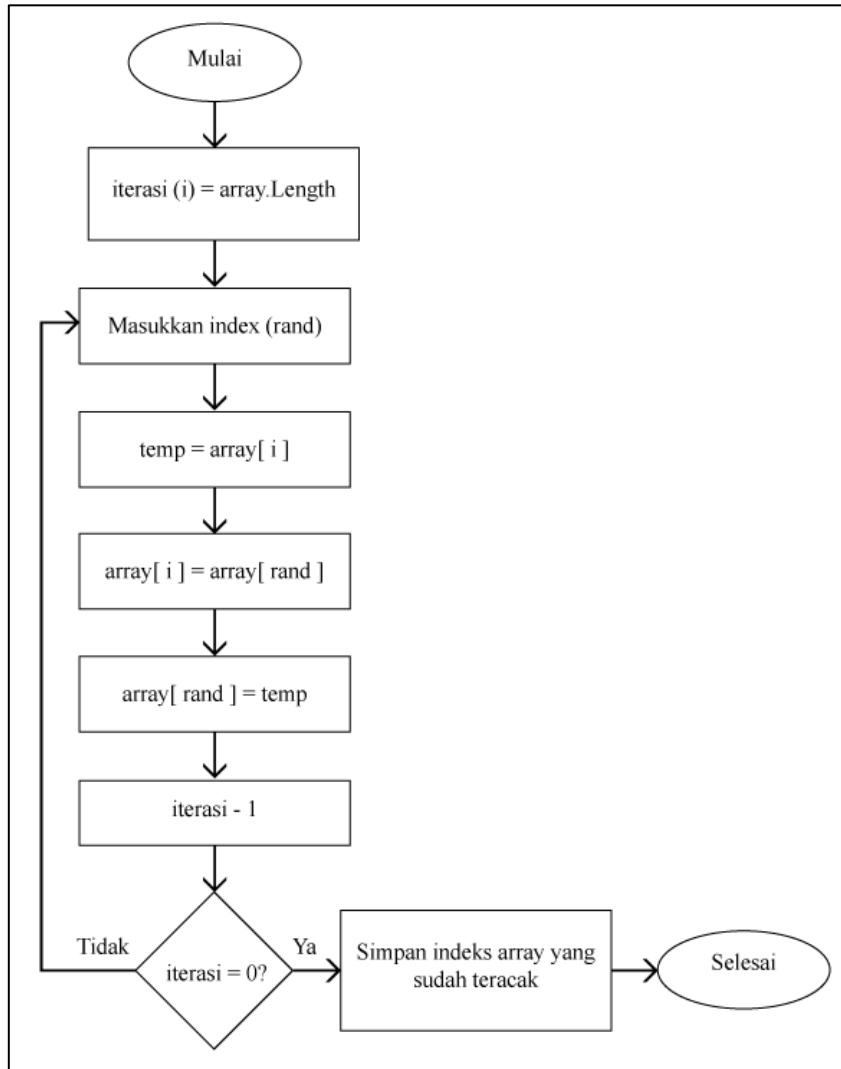 Mulai
iterasi (i) = array.Length
Masukkan index (rand)
temp = array[ i ]
array[ i ] = array[ rand ]
array[ rand ] = temp
iterasi - 1
Tidak
iterasi = 0?
Ya
Simpan indeks array yang
sudah teracak
Selesai